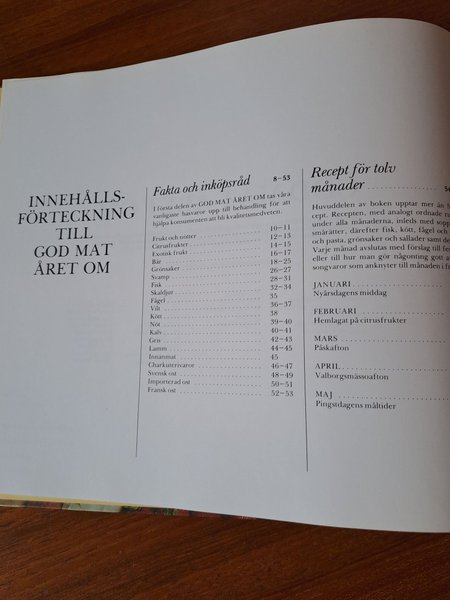 INNEHÅLLS-
FÖRTECKNING
TILL
GOD MAT
ÅRET OM
Fakta och inköpsråd 8–53
I första delen av GOD MAT ÅRET OM tas våra
vanligaste basvaror upp till behandling för att
hjälpa konsumenten att bli kvalitetsmedveten.
Frukt och nötter 10–11
Citrusfrukter 12–13
Exotisk frukt 14–15
Bär 16–17
Grönsaker 18–25
Svamp 26–27
Fisk 28–31
Skaldjur 32–34
Fågel 35
Vilt 36–37
Kött 38
Nöt 39–40
Kalv 40–41
Gris 42–43
Lamm 44–45
Innanmat 45
Charkuterivaror 46–47
Svensk ost 48–49
Importerad ost 50–51
Fransk ost 52–53
Recept för tolv
månader
Huvuddelen av boken upptar mer än
recept. Recepten, med analogt ordnade
under alla månaderna, inleds med
smårätter, därefter fisk, kött, fågel och
och pasta, grönsaker och sallader samt
Varje månad avslutas med förslag till
eller till hur man gör någonting gott
songvaror som anknyter till månaden i
JANUARI
Nyårsdagens middag
FEBRUARI
Hemlagat på citrusfrukter
MARS
Påskafton
APRIL
Valborgsmässoafton
MAJ
Pingstdagens måltider